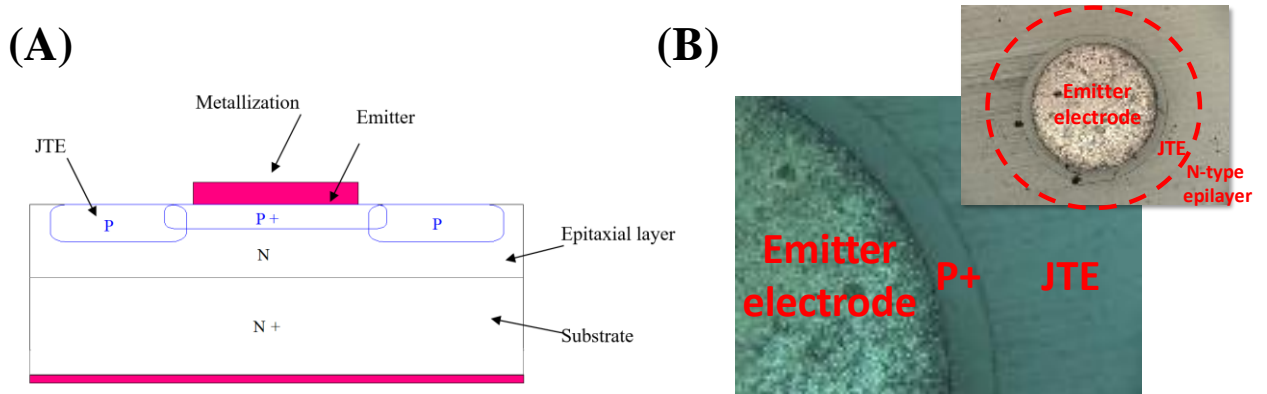 (A)
Metallization
Emitter
JTE
P
P +
P
Epitaxial layer
N
N +
Substrate
(B)
Emitter
electrode
JTE
N-type
epilayer
Emitter
electrode
P+
JTE